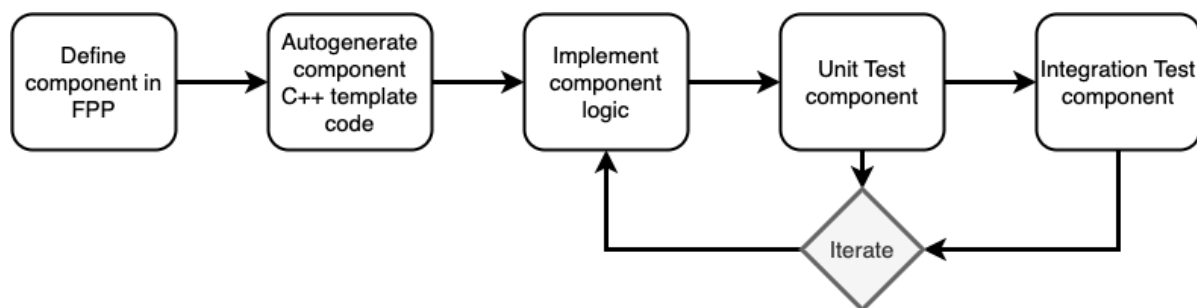 Define
component in
FPP
Autogenerate
component
C++ template
code
Implement
component
logic
Unit Test
component
Integration Test
component
Iterate